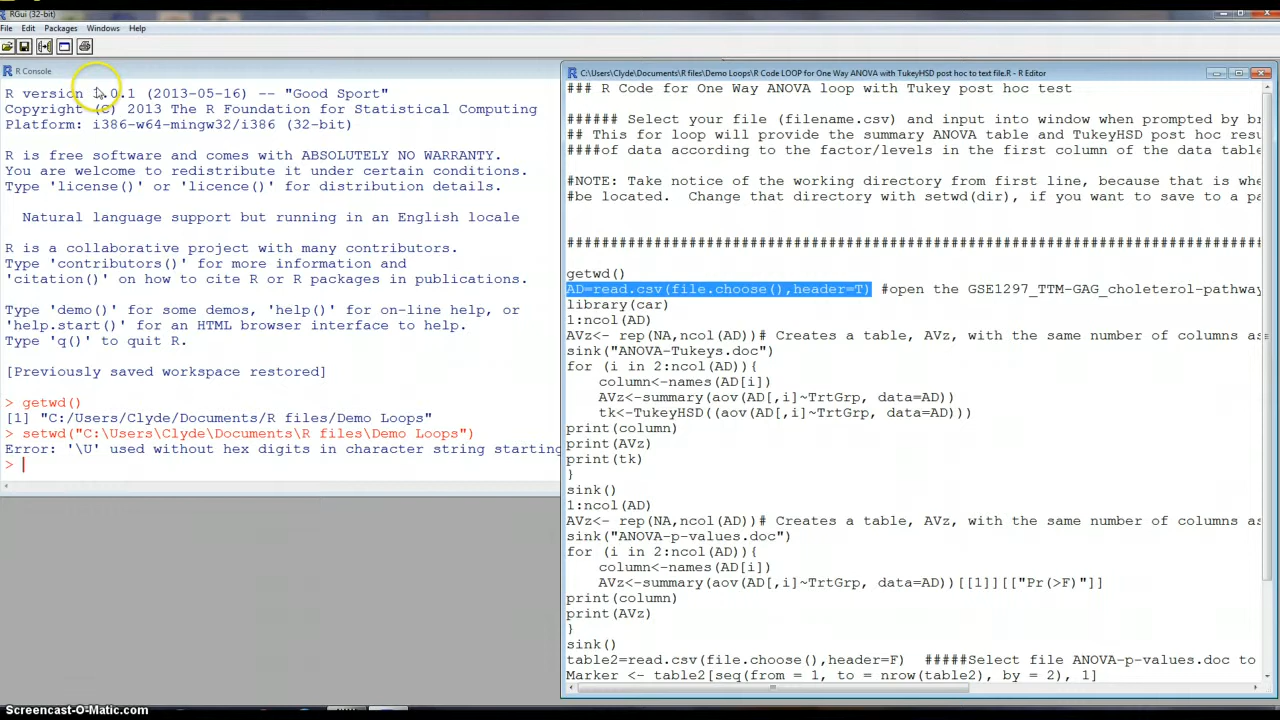 RGui (32-bit)
File Edit Packages Windows Help
R Console
R version 3.0.1 (2013-05-16) -- "Good Sport"
Copyright (C) 2013 The R Foundation for Statistical Computing
Platform: i386-w64-mingw32/i386 (32-bit)
R is free software and comes with ABSOLUTELY NO WARRANTY.
You are welcome to redistribute it under certain conditions.
Type 'license()' or 'licence()' for distribution details.
Natural language support but running in an English locale
R is a collaborative project with many contributors.
Type 'contributors()' for more information and
'citation()' on how to cite R or R packages in publications.
Type 'demo()' for some demos, 'help()' for on-line help, or
'help.start()' for an HTML browser interface to help.
Type 'q()' to quit R.
[Previously saved workspace restored]
> getwd()
[1] "C:/Users/Clyde/Documents/R files/Demo Loops"
> setwd("C:\Users\Clyde\Documents\R files\Demo Loops")
Error: '\U' used without hex digits in character string starting
>
C:\Users\Clyde\Documents\R files\Demo Loops\R Code LOOP for One Way ANOVA with TukeyHSD post hoc to text file.R - R Editor
### R Code for One Way ANOVA loop with Tukey post hoc test
###### Select your file (filename.csv) and input into window when prompted by br
## This for loop will provide the summary ANOVA table and TukeyHSD post hoc resu
####of data according to the factor/levels in the first column of the data table
#NOTE: Take notice of the working directory from first line, because that is whe
#be located. Change that directory with setwd(dir), if you want to save to a pa
################################################################################
getwd()
AD=read.csv(file.choose(),header=T) #open the GSE1297_TTM-GAG_choleterol-pathway
library(car)
1:ncol(AD)
AVz<- rep(NA,ncol(AD))# Creates a table, AVz, with the same number of columns as
sink("ANOVA-Tukeys.doc")
for (i in 2:ncol(AD)){
column<-names(AD[i])
AVz<-summary(aov(AD[,i]~TrtGrp, data=AD))
tk<-TukeyHSD((aov(AD[,i]~TrtGrp, data=AD)))
print(column)
print(AVz)
print(tk)
}
sink()
1:ncol(AD)
AVz<- rep(NA,ncol(AD))# Creates a table, AVz, with the same number of columns as
sink("ANOVA-p-values.doc")
for (i in 2:ncol(AD)){
column<-names(AD[i])
AVz<-summary(aov(AD[,i]~TrtGrp, data=AD))[[1]][["Pr(>F)"]]
print(column)
print(AVz)
}
sink()
table2=read.csv(file.choose(),header=F) #####Select file ANOVA-p-values.doc to
Marker <- table2[seq(from = 1, to = nrow(table2), by = 2), 1]
Screencast-O-Matic.com